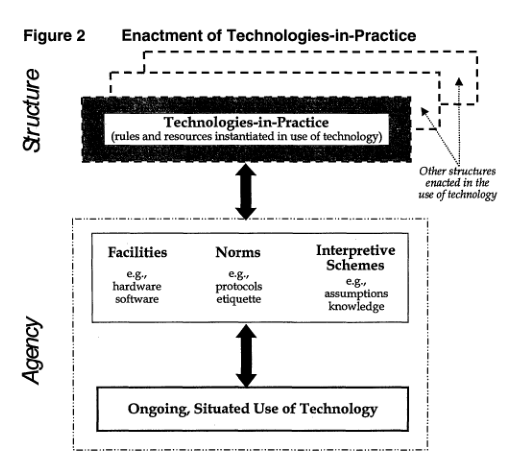 Figure 2 Enactment of Technologies-in-Practice
Structure
Technologies-in-Practice
(rules and resources instantiated in use of technology)
Other structures
enacted in the
use of technology
Agency
Facilities
e.g.,
hardware
software
Norms
e.g.,
protocols
etiquette
Interpretive
Schemes
e.g.,
assumptions
knowledge
Ongoing, Situated Use of Technology